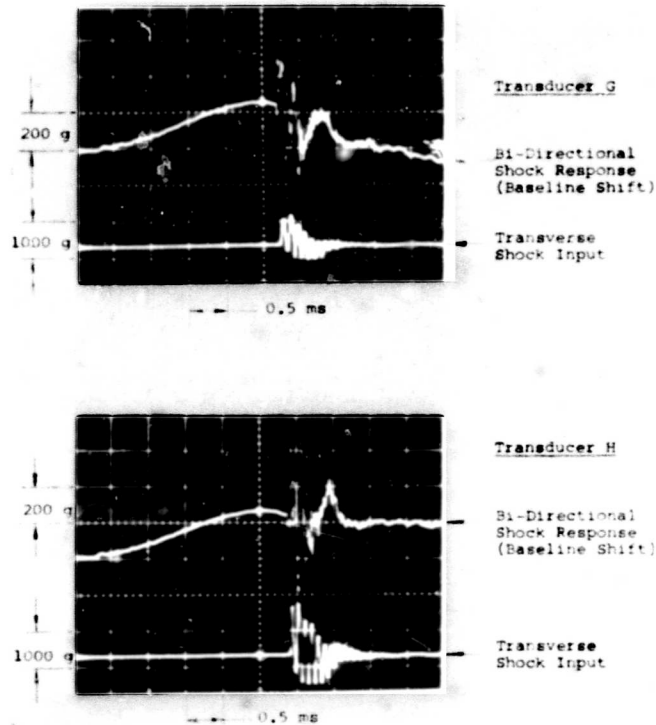 Transducer G
200 g
Bi-Directional
Shock Response
(Baseline Shift)
1000 g
Transverse
Shock Input
0.5 ms
Transducer H
200 g
Bi-Directional
Shock Response
(Baseline Shift)
1000 g
Transverse
Shock Input
0.5 ms